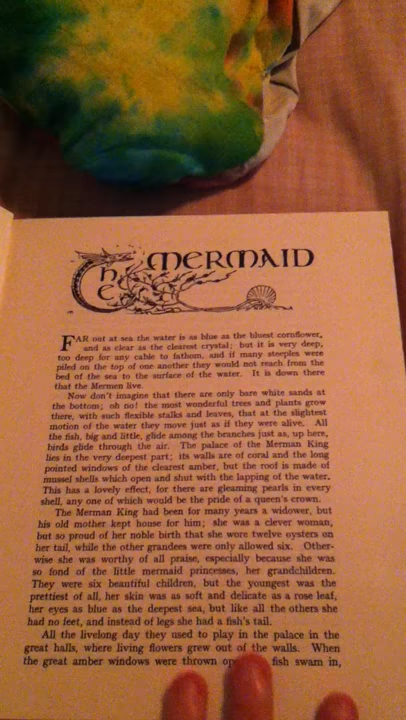 The MERMAID
FAR out at sea the water is as blue as the bluest cornflower,
and as clear as the clearest crystal; but it is very deep,
too deep for any cable to fathom, and if many steeples were
piled on the top of one another they would not reach from the
bed of the sea to the surface of the water. It is down there
that the Mermen live.
Now don't imagine that there are only bare white sands at
the bottom; oh no! the most wonderful trees and plants grow
there, with such flexible stalks and leaves, that at the slightest
motion of the water they move just as if they were alive. All
the fish, big and little, glide among the branches just as, up here,
birds glide through the air. The palace of the Merman King
lies in the very deepest part; its walls are of coral and the long
pointed windows of the clearest amber, but the roof is made of
mussel shells which open and shut with the lapping of the water.
This has a lovely effect, for there are gleaming pearls in every
shell, any one of which would be the pride of a queen's crown.
The Merman King had been for many years a widower, but
his old mother kept house for him; she was a clever woman,
but so proud of her noble birth that she wore twelve oysters on
her tail, while the other grandees were only allowed six. Other-
wise she was worthy of all praise, especially because she was
so fond of the little mermaid princesses, her grandchildren.
They were six beautiful children, but the youngest was the
prettiest of all, her skin was as soft and delicate as a rose leaf,
her eyes as blue as the deepest sea, but like all the others she
had no feet, and instead of legs she had a fish's tail.
All the livelong day they used to play in the palace in the
great halls, where living flowers grew out of the walls. When
the great amber windows were thrown fish swam in,